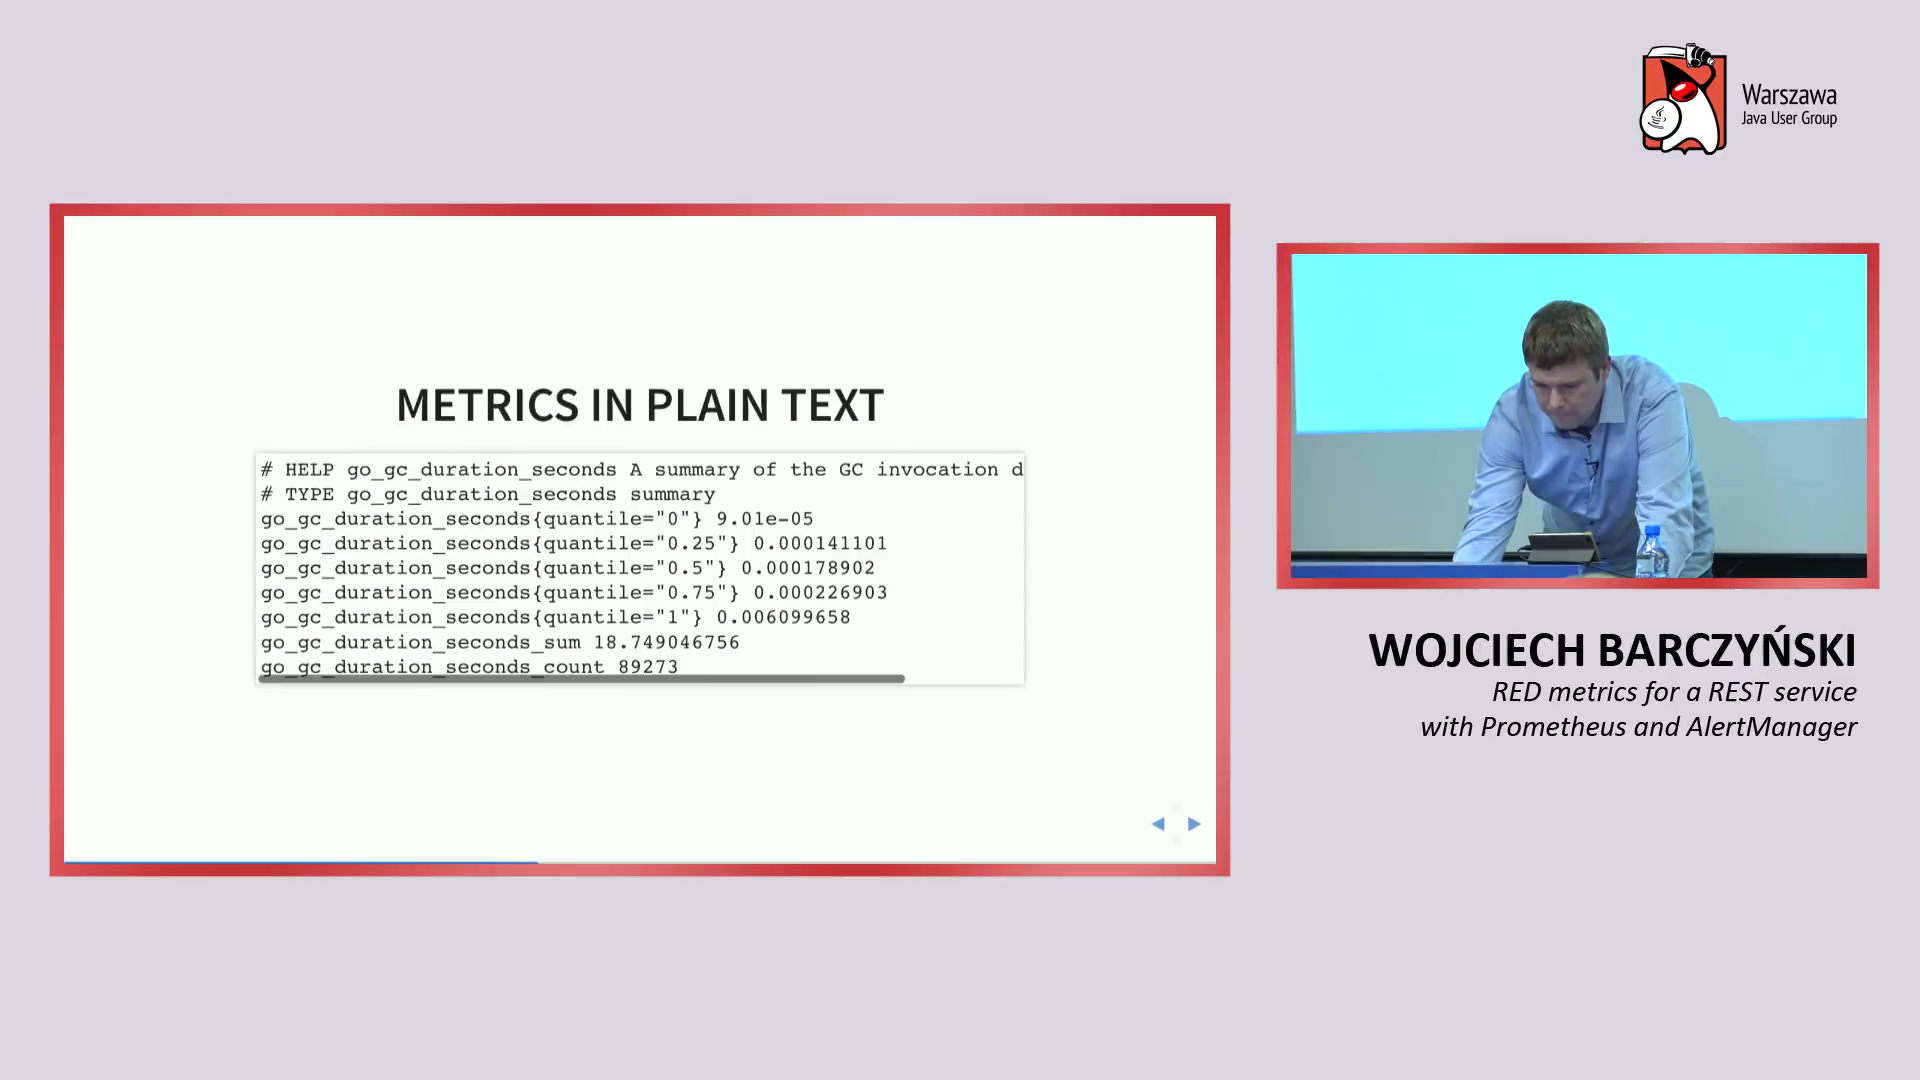 Warszawa
Java User Group
METRICS IN PLAIN TEXT
# HELP go_gc_duration_seconds A summary of the GC invocation d
# TYPE go_gc_duration_seconds summary
go_gc_duration_seconds{quantile="0"} 9.01e-05
go_gc_duration_seconds{quantile="0.25"} 0.000141101
go_gc_duration_seconds{quantile="0.5"} 0.000178902
go_gc_duration_seconds{quantile="0.75"} 0.000226903
go_gc_duration_seconds{quantile="1"} 0.006099658
go_gc_duration_seconds_sum 18.749046756
go_gc_duration_seconds_count 89273
WOJCIECH BARCZYŃSKI
RED metrics for a REST service
with Prometheus and AlertManager